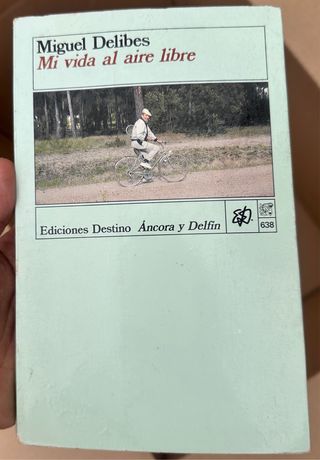 Miguel Delibes
Mi vida al aire libre
Ediciones Destino Áncora y Delfín
638